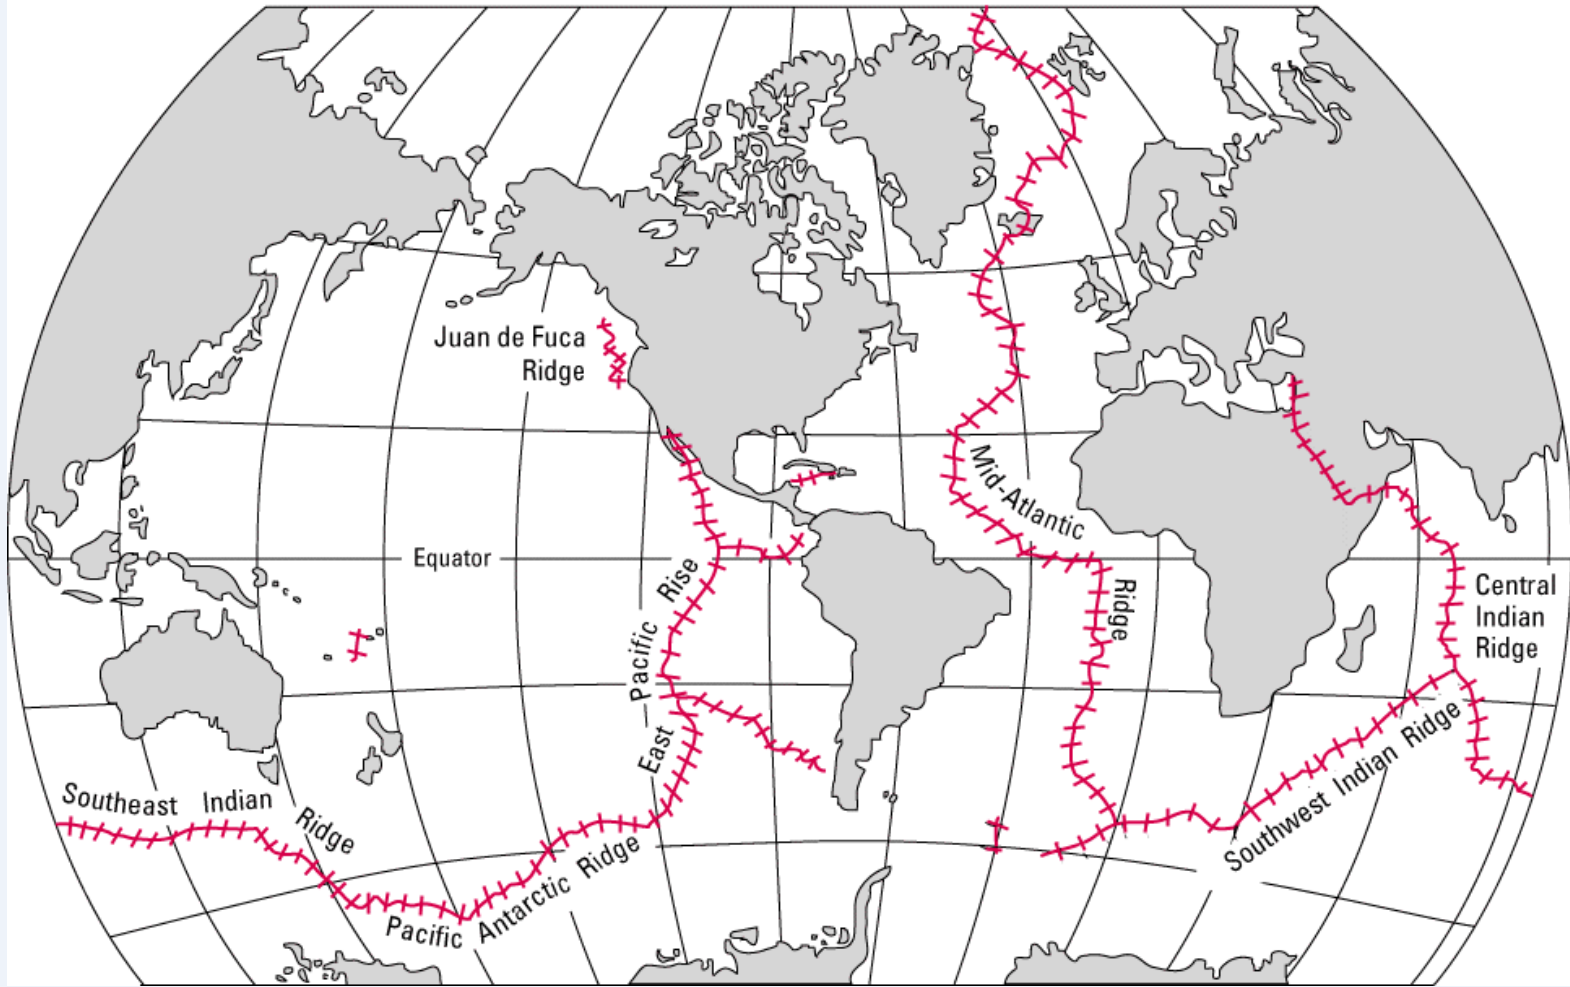 Juan de Fuca
Ridge
Mid-Atlantic
Ridge
Equator
East Pacific Rise
Central
Indian
Ridge
Southeast Indian Ridge
Southwest Indian Ridge
Pacific Antarctic Ridge